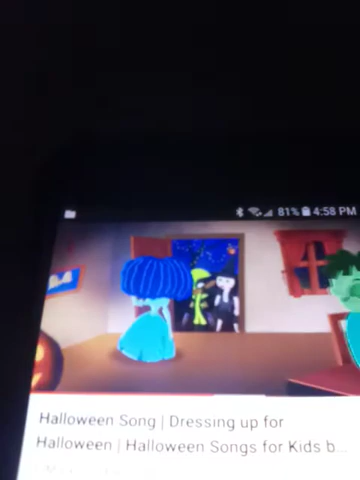 81% 4:58 PM
Halloween Song | Dressing up for
Halloween | Halloween Songs for Kids b...